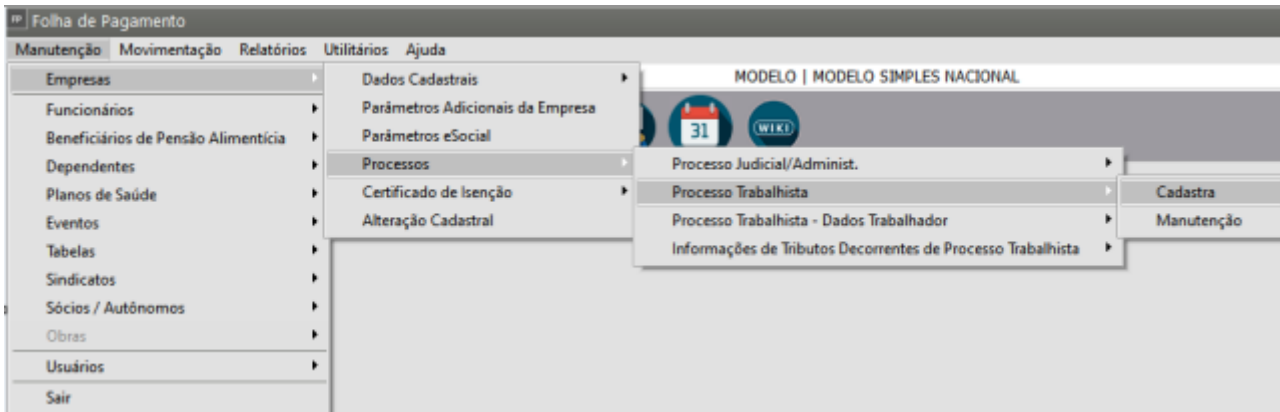 FP Folha de Pagamento
Manutenção Movimentação Relatórios Utilitários Ajuda
MODELO | MODELO SIMPLES NACIONAL
31
WIKI
Empresas
Funcionários
Beneficiários de Pensão Alimentícia
Dependentes
Planos de Saúde
Eventos
Tabelas
Sindicatos
Sócios / Autônomos
Obras
Usuários
Sair
Dados Cadastrais
Parâmetros Adicionais da Empresa
Parâmetros eSocial
Processos
Certificado de Isenção
Alteração Cadastral
Processo Judicial/Administ.
Processo Trabalhista
Processo Trabalhista - Dados Trabalhador
Informações de Tributos Decorrentes de Processo Trabalhista
Cadastra
Manutenção